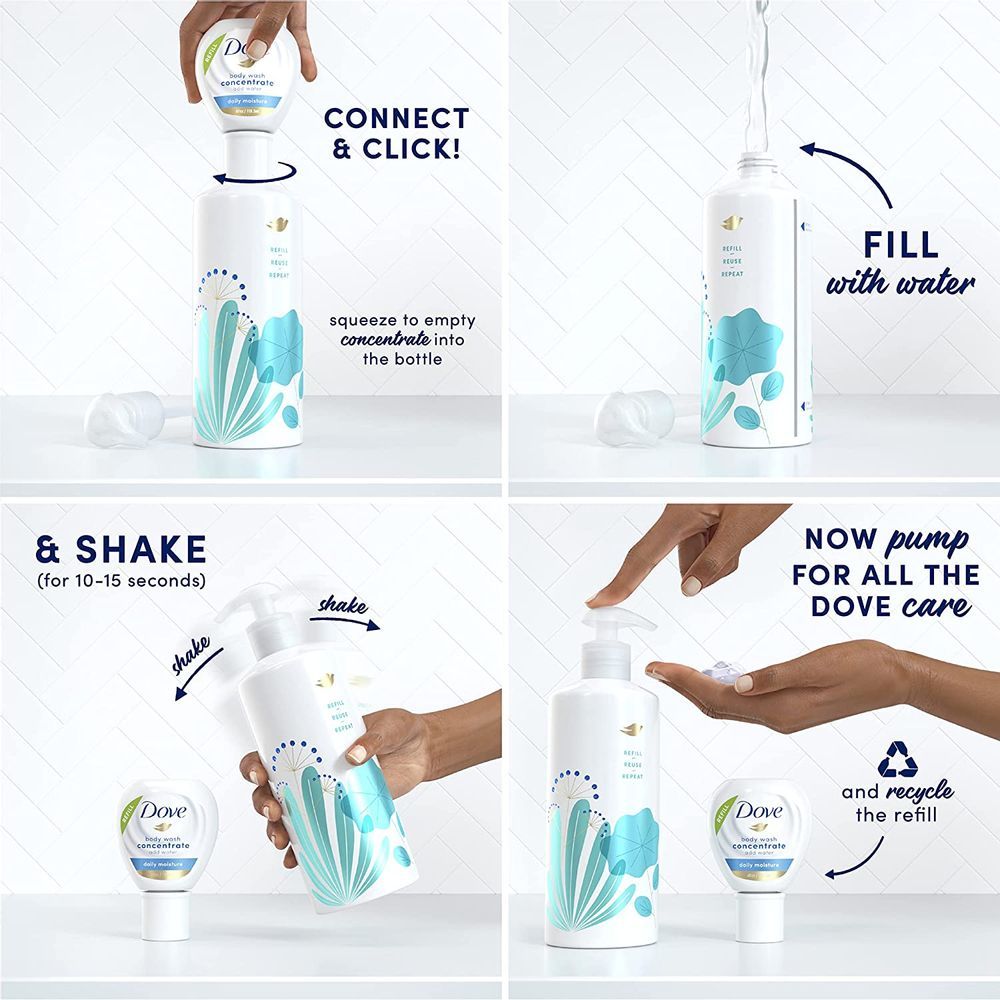 REFILL
Dove
body wash
concentrate
add water
daily moisture
CONNECT
& CLICK!
REFILL
REUSE
REPEAT
squeeze to empty
concentrate into
the bottle
REFILL
REUSE
REPEAT
FILL
with water
& SHAKE
(for 10-15 seconds)
shake
shake
REFILL
REUSE
REPEAT
REFILL
Dove
body wash
concentrate
add water
daily moisture
NOW pump
FOR ALL THE
DOVE care
REFILL
REUSE
REPEAT
and recycle
the refill
REFILL
Dove
body wash
concentrate
add water
daily moisture